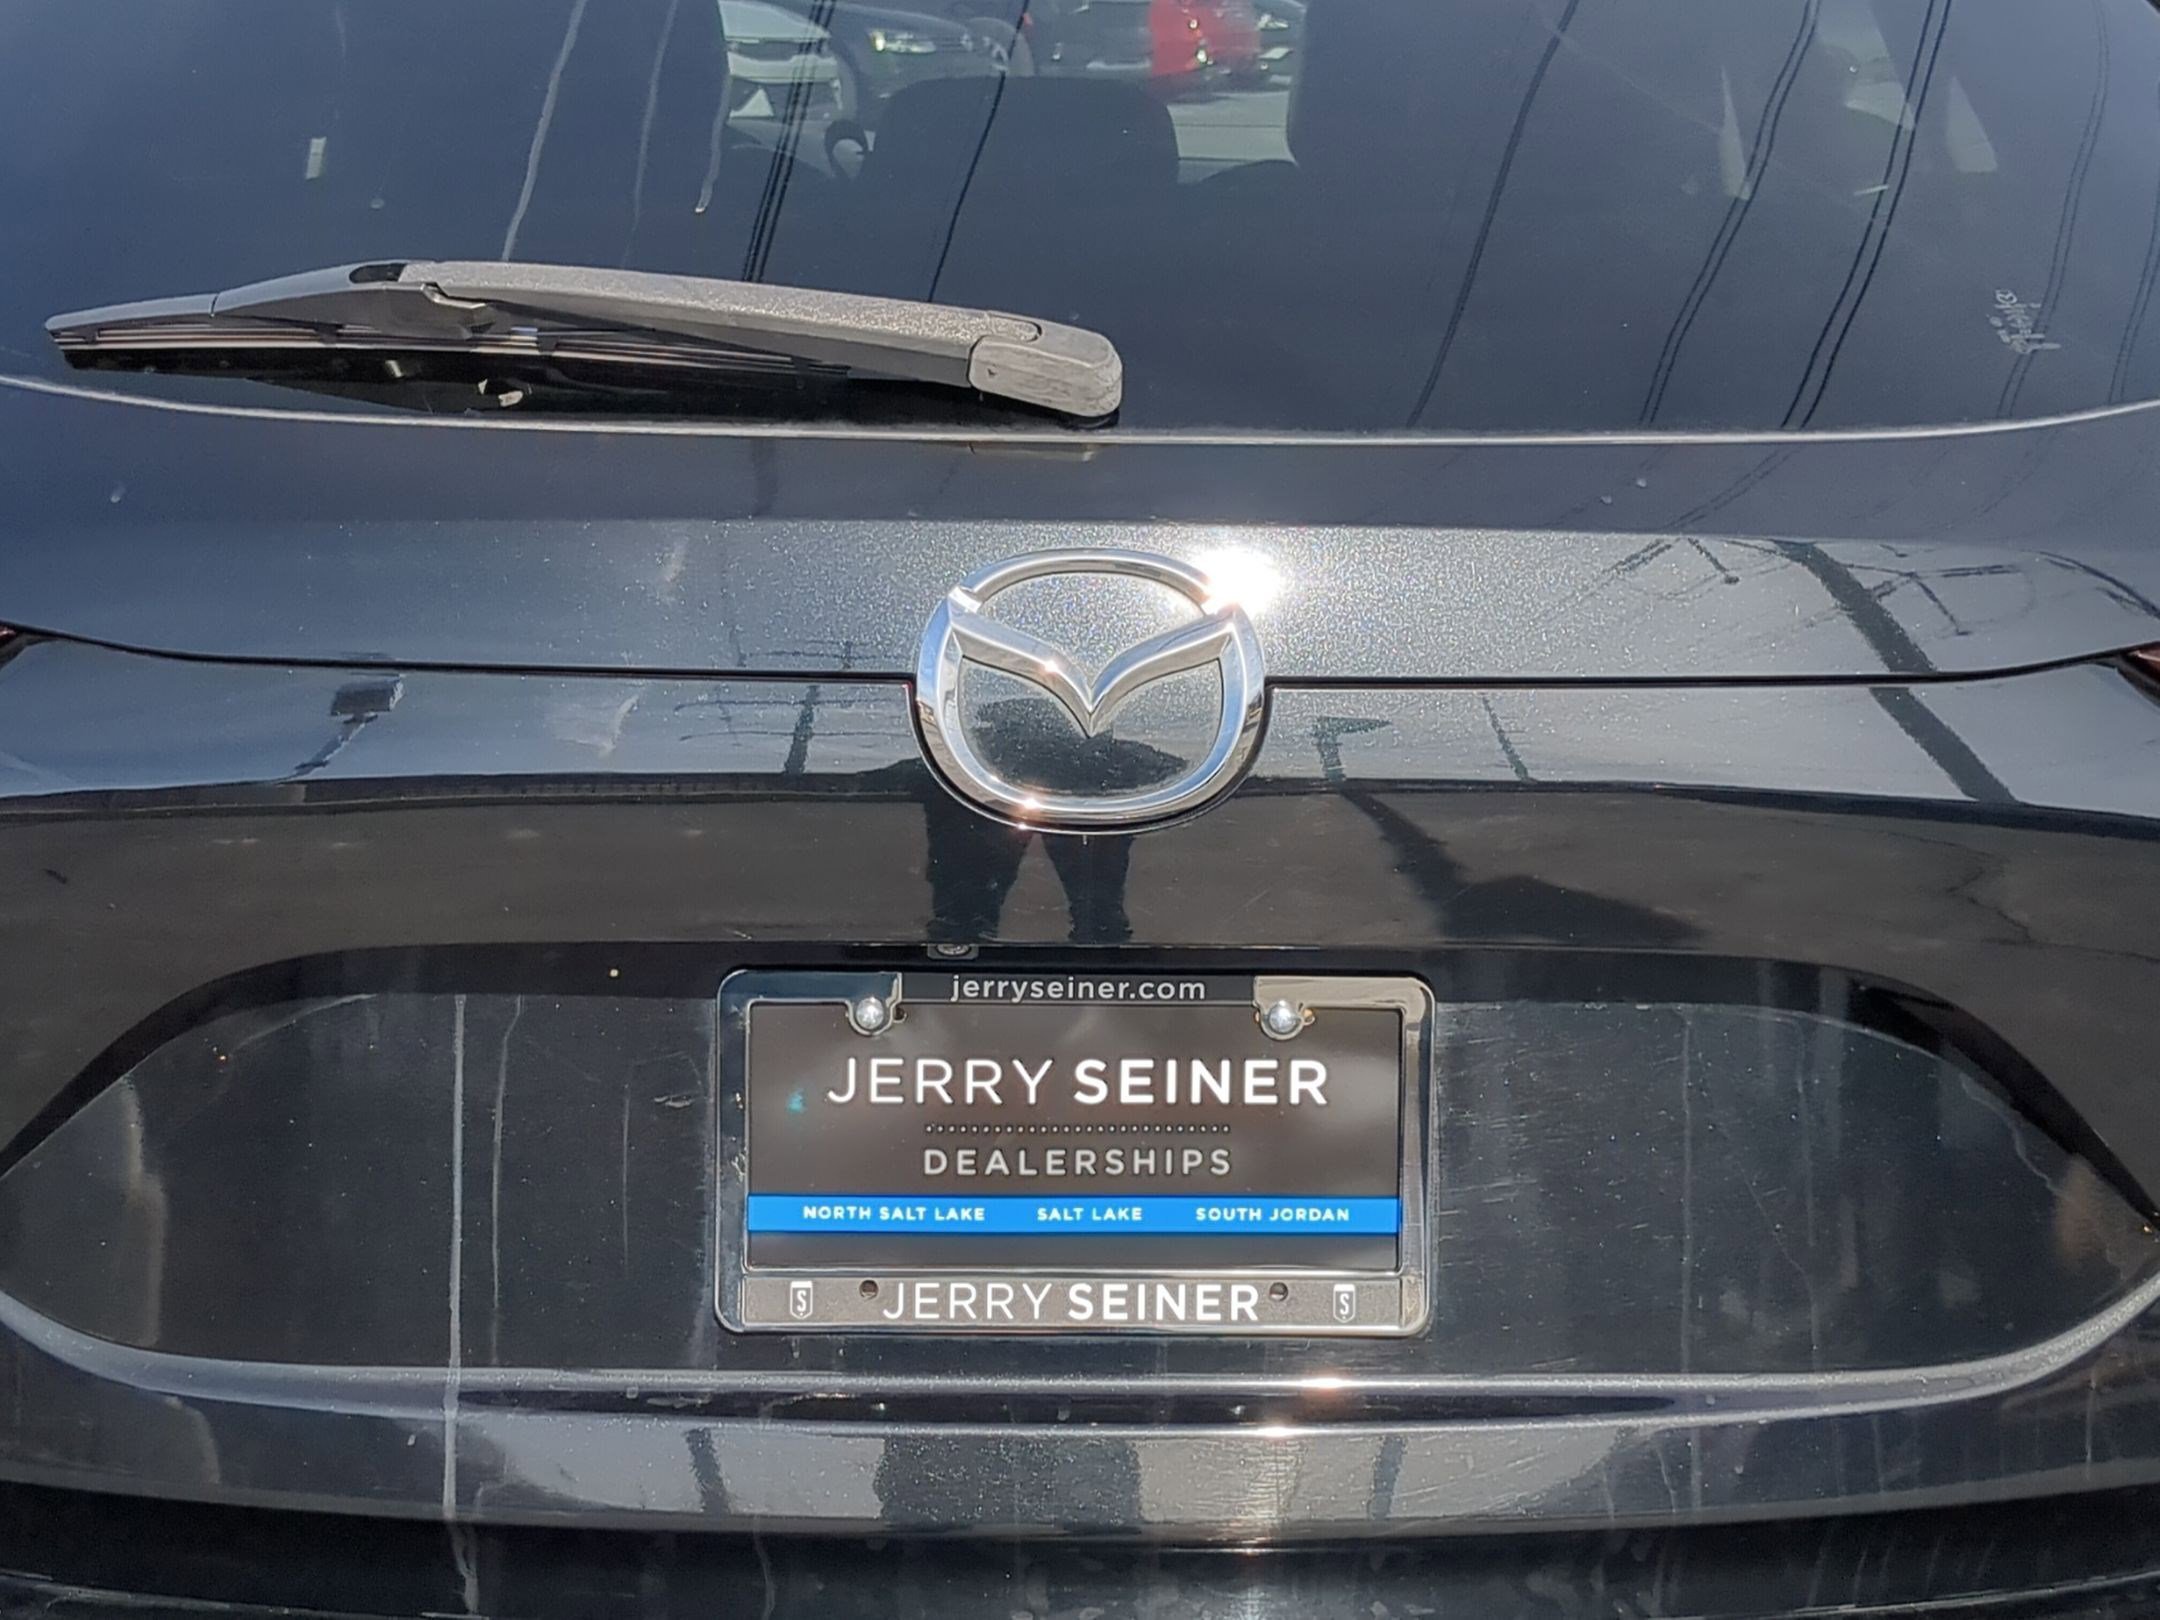 jerryseiner.com
JERRY SEINER
DEALERSHIPS
NORTH SALT LAKE SALT LAKE SOUTH JORDAN
S JERRY SEINER S